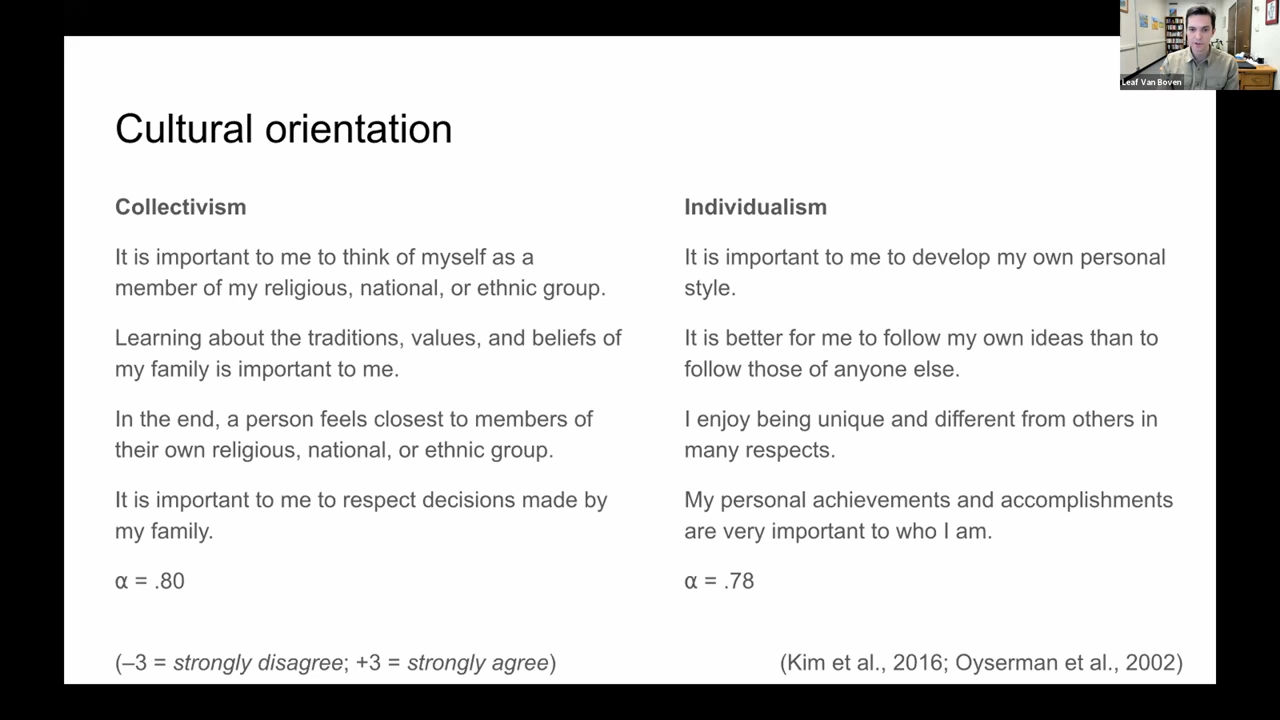 Leaf Van Boven
Cultural orientation
Collectivism
It is important to me to think of myself as a
member of my religious, national, or ethnic group.
Learning about the traditions, values, and beliefs of
my family is important to me.
In the end, a person feels closest to members of
their own religious, national, or ethnic group.
It is important to me to respect decisions made by
my family.
α = .80
(–3 = strongly disagree; +3 = strongly agree)
Individualism
It is important to me to develop my own personal
style.
It is better for me to follow my own ideas than to
follow those of anyone else.
I enjoy being unique and different from others in
many respects.
My personal achievements and accomplishments
are very important to who I am.
α = .78
(Kim et al., 2016; Oyserman et al., 2002)